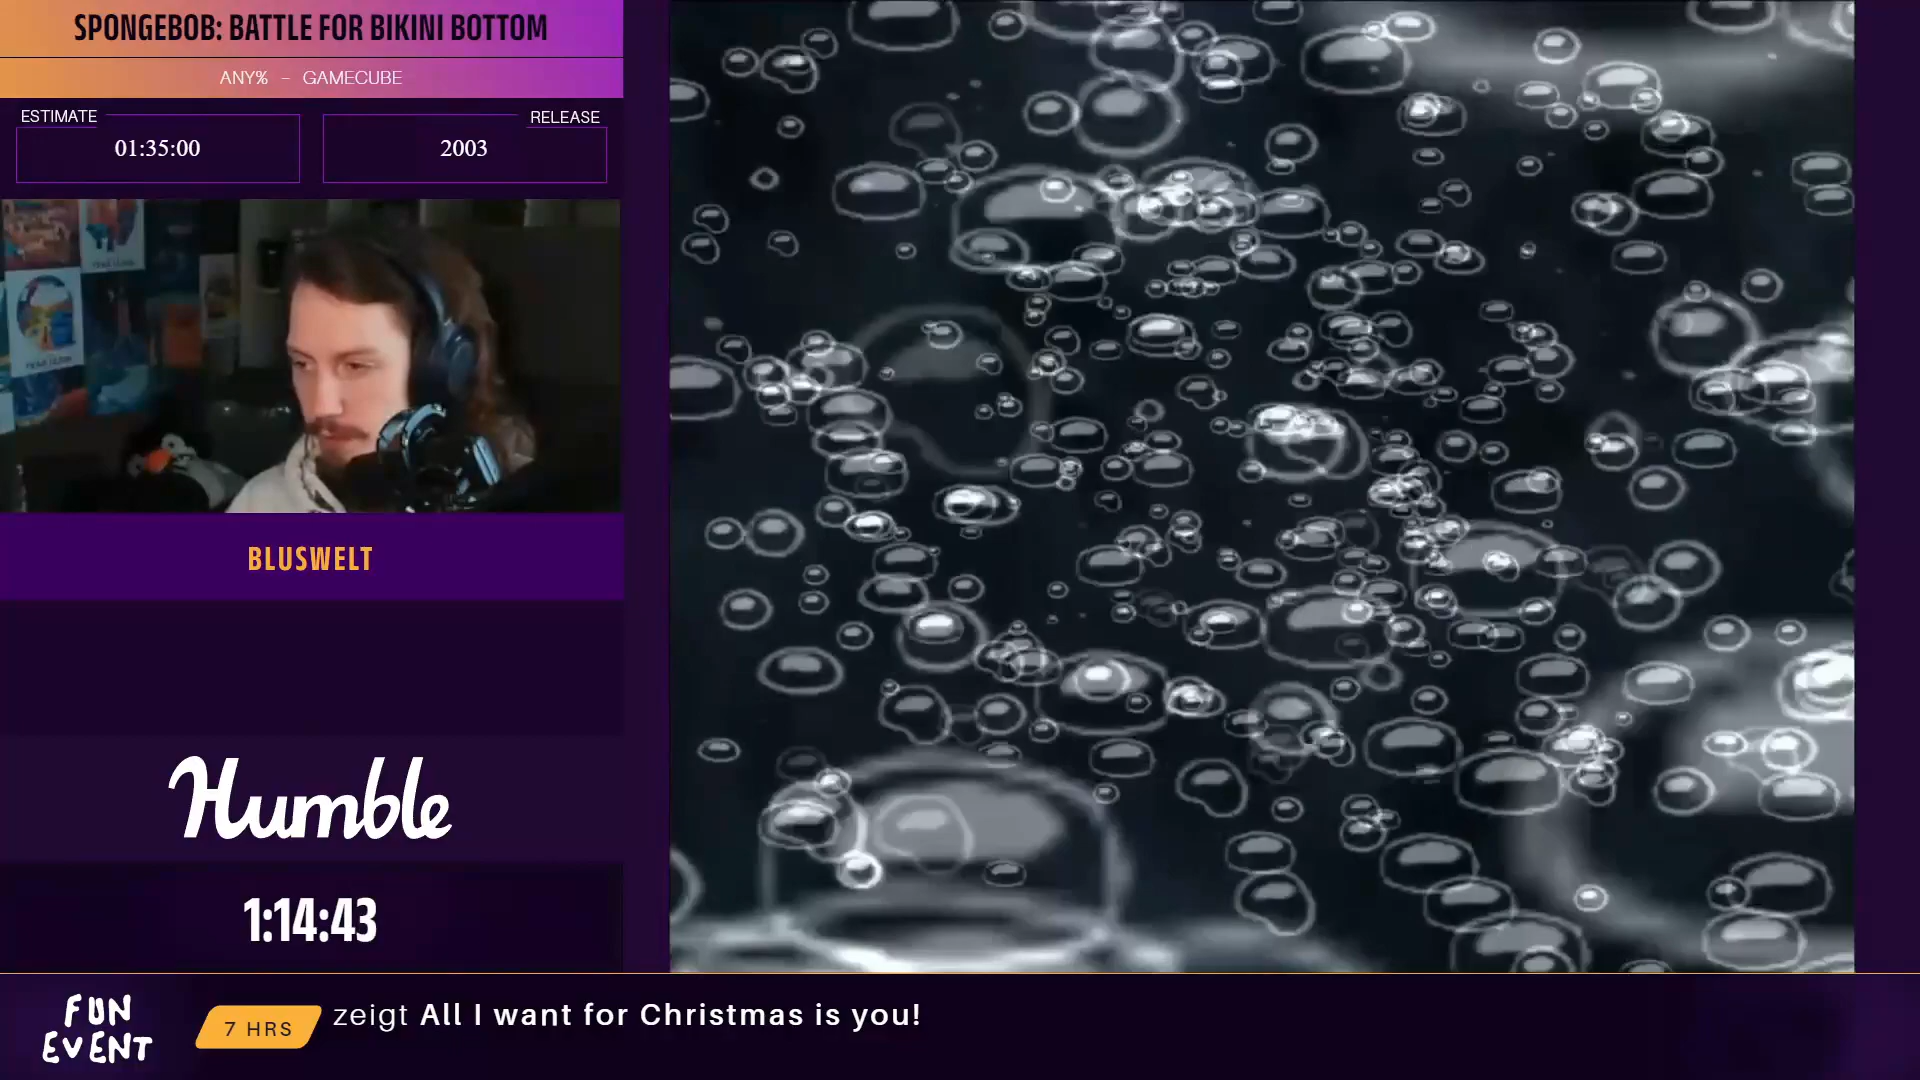 SPONGEBOB: BATTLE FOR BIKINI BOTTOM
ANY% – GAMECUBE
ESTIMATE
01:35:00
RELEASE
2003
BLUSWELT
Humble
1:14:43
FUN
EVENT
7 HRS
zeigt All I want for Christmas is you!